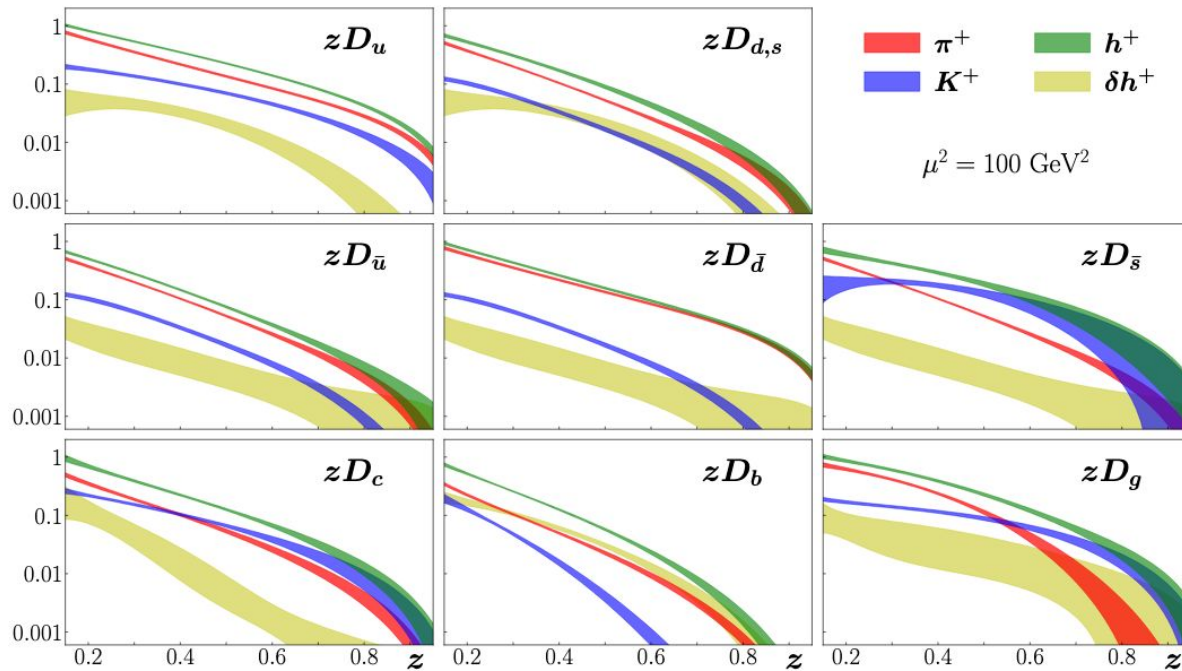 1
0.1
0.01
0.001
zD_u
zD_{d,s}
π⁺ h⁺
K⁺ δh⁺
μ² = 100 GeV²
1
0.1
0.01
0.001
zD_ū
zD_d̄
zD_s̄
1
0.1
0.01
0.001
zD_c
zD_b
zD_g
0.2 0.4 0.6 0.8 z
0.2 0.4 0.6 0.8 z
0.2 0.4 0.6 0.8 z